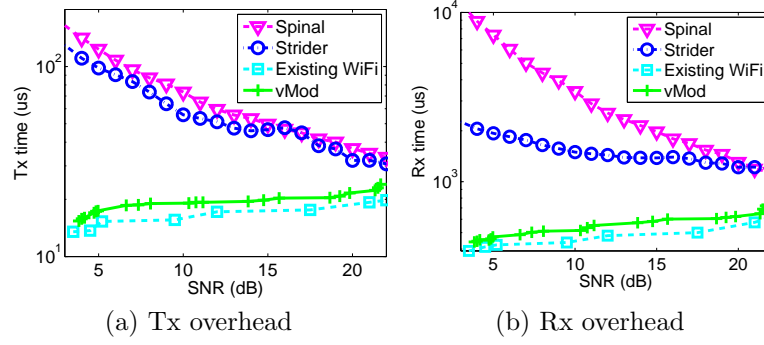 Tx time (us)
10^2
10^1
5
10
15
20
SNR (dB)
Spinal
Strider
Existing WiFi
vMod
(a) Tx overhead
Rx time (us)
10^4
10^3
5
10
15
20
SNR (dB)
Spinal
Strider
Existing WiFi
vMod
(b) Rx overhead